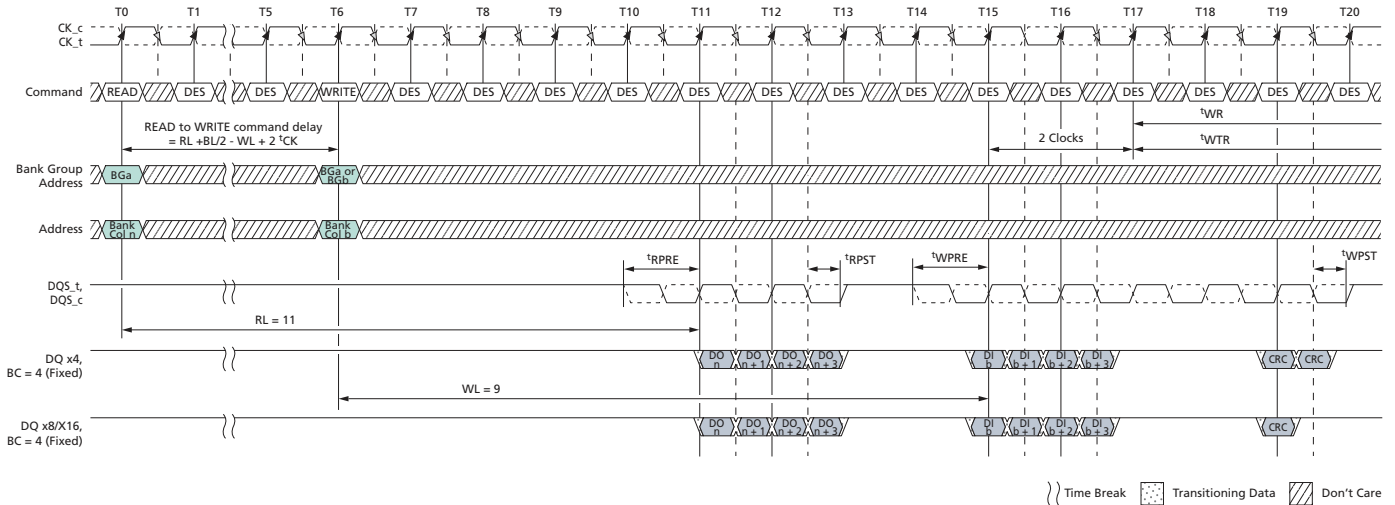 T0 T1 T5 T6 T7 T8 T9 T10 T11 T12 T13 T14 T15 T16 T17 T18 T19 T20
CK_c
CK_t
Command READ DES DES WRITE DES DES DES DES DES DES DES DES DES DES DES DES DES DES
READ to WRITE command delay
= RL +BL/2 - WL + 2 tCK
tWR
2 Clocks
tWTR
Bank Group
Address
BGa
BGa or
BGb
Address
Bank
Col n
Bank
Col b
tRPRE tRPST tWPRE tWPST
DQS_t,
DQS_c
RL = 11
DQ x4,
BC = 4 (Fixed)
DO
n
DO
n + 1
DO
n + 2
DO
n + 3
DI
b
DI
b + 1
DI
b + 2
DI
b + 3
CRC CRC
WL = 9
DQ x8/X16,
BC = 4 (Fixed)
DO
n
DO
n + 1
DO
n + 2
DO
n + 3
DI
b
DI
b + 1
DI
b + 2
DI
b + 3
CRC
Time Break Transitioning Data Don't Care